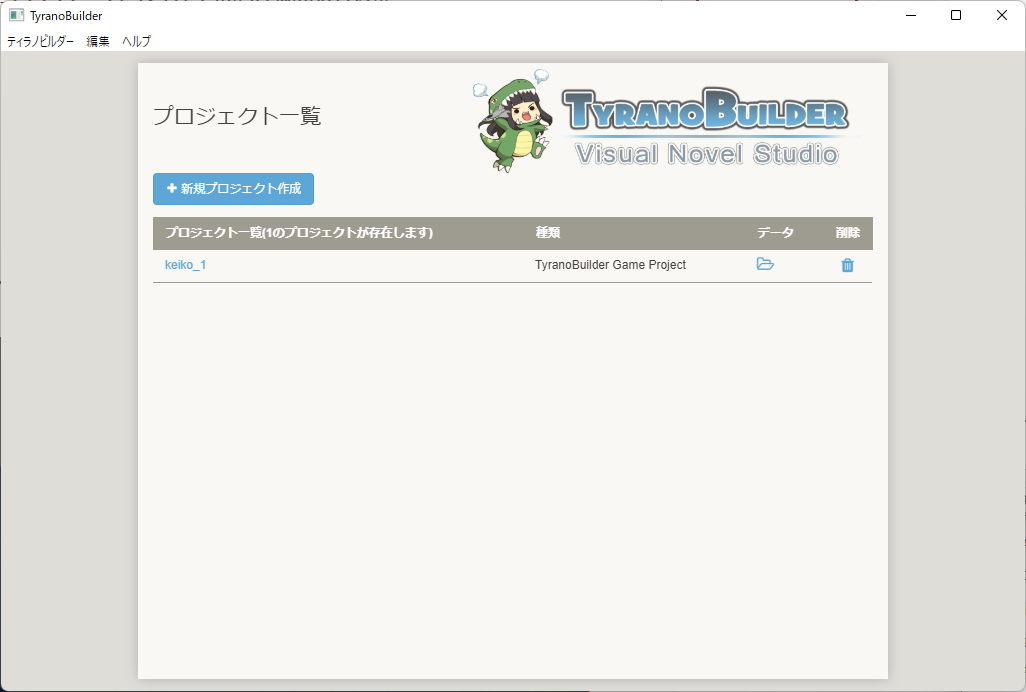 TyranoBuilder
ティラノビルダー 編集 ヘルプ
プロジェクト一覧
TYRANOBUILDER
Visual Novel Studio
+ 新規プロジェクト作成
プロジェクト一覧(1のプロジェクトが存在します) 種類 データ 削除
keiko_1 TyranoBuilder Game Project